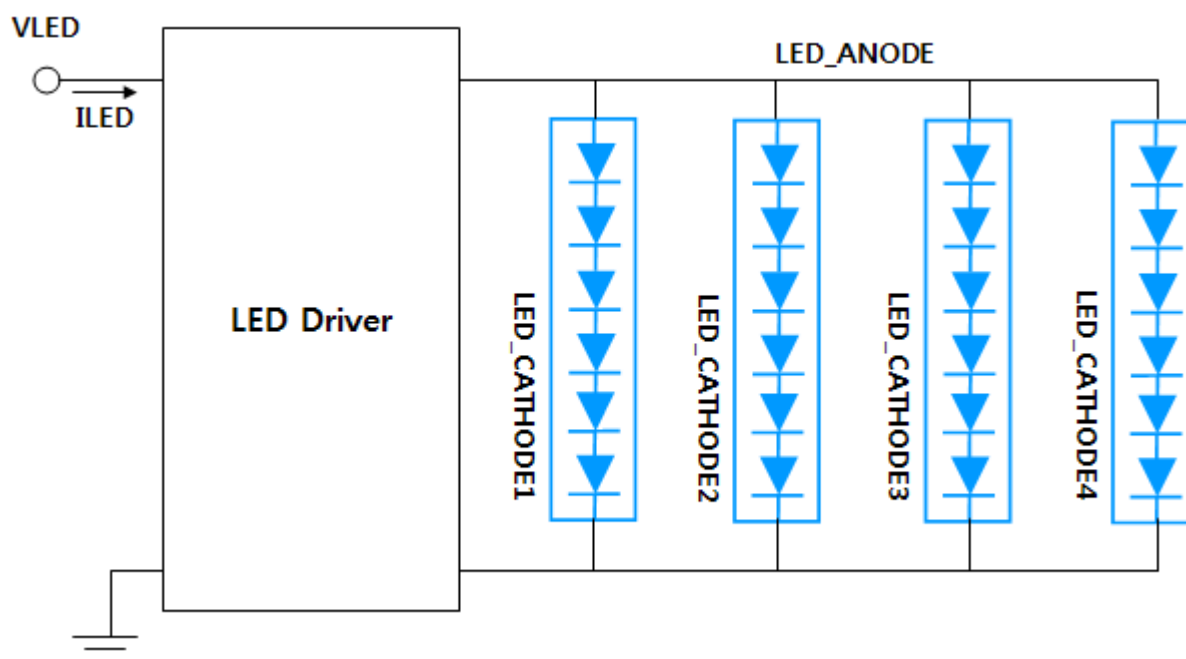 VLED
ILED
LED Driver
LED_ANODE
LED_CATHODE1
LED_CATHODE2
LED_CATHODE3
LED_CATHODE4